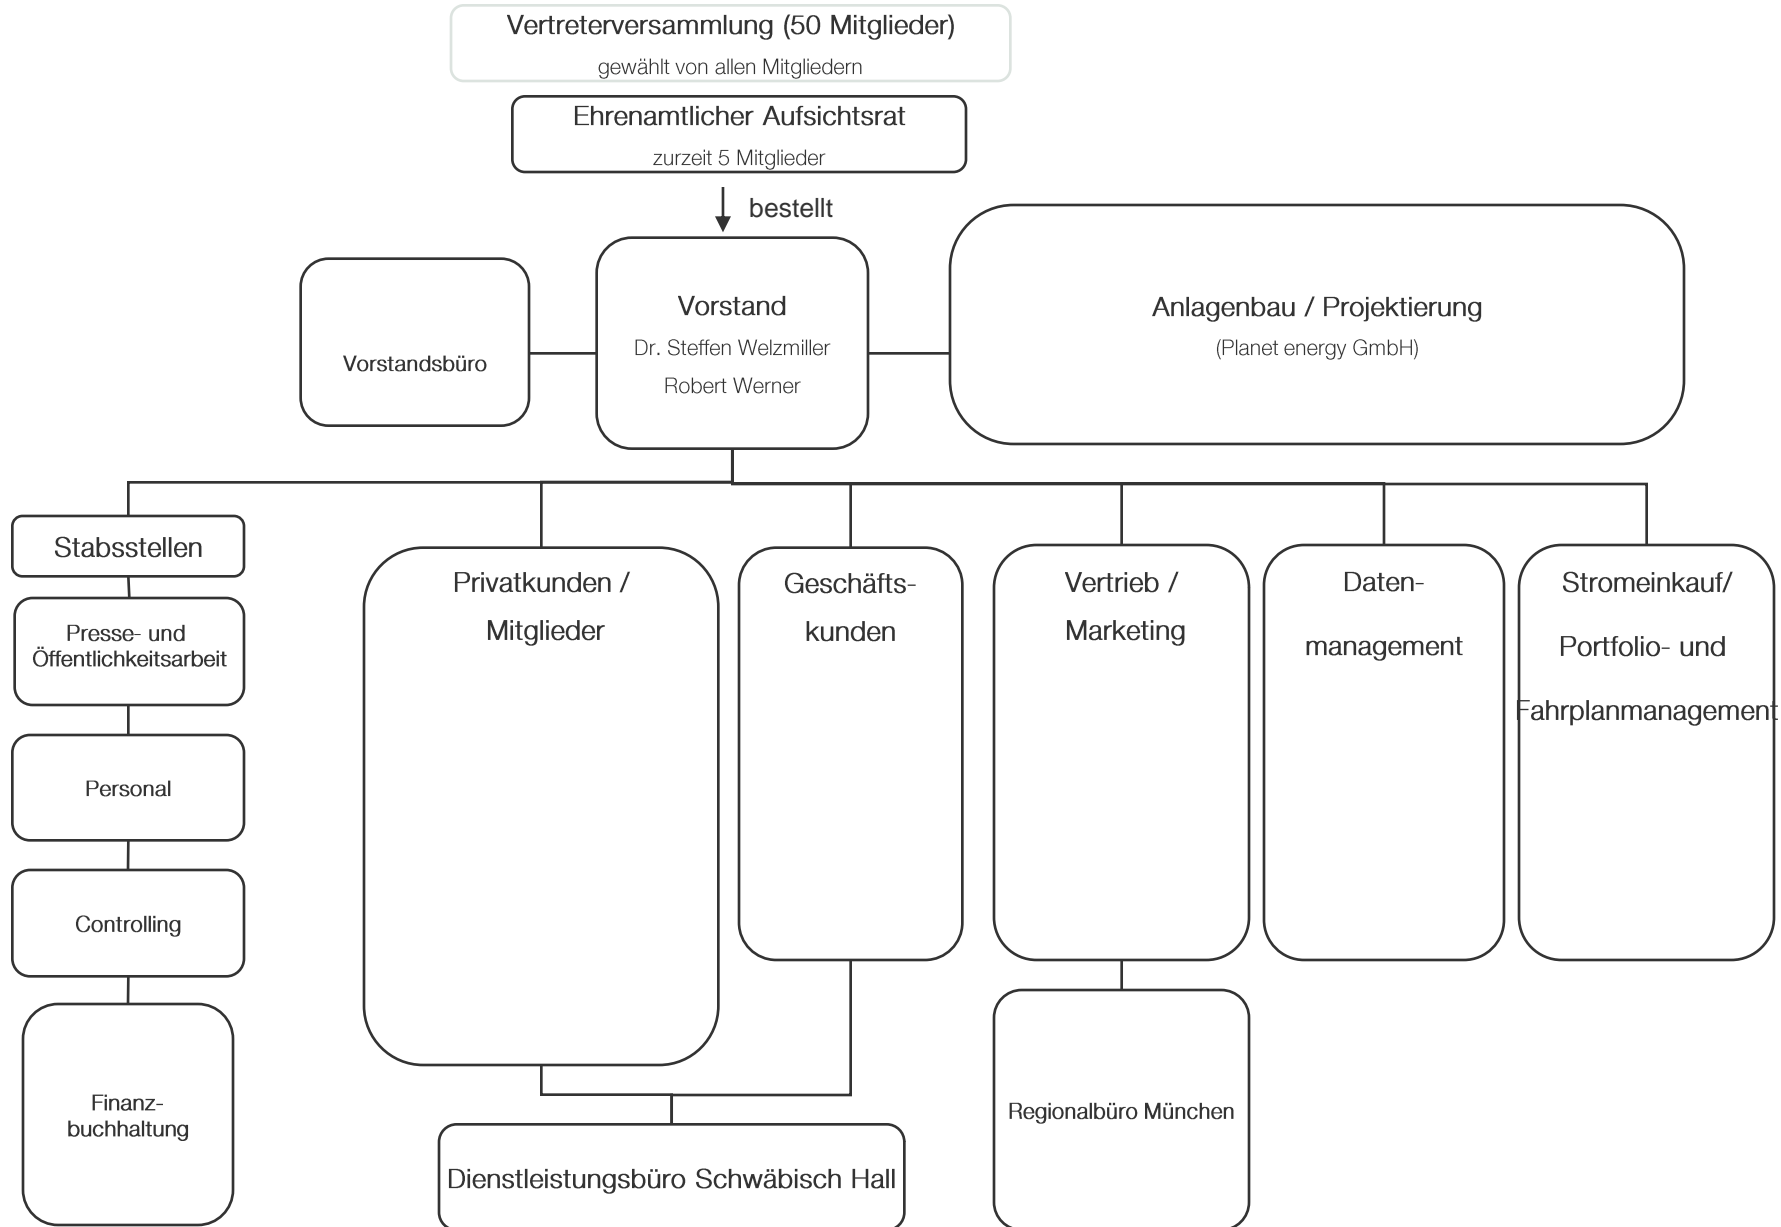 Vertreterversammlung (50 Mitglieder)
gewählt von allen Mitgliedern
Ehrenamtlicher Aufsichtsrat
zurzeit 5 Mitglieder
bestellt
Vorstandsbüro
Vorstand
Dr. Steffen Welzmiller
Robert Werner
Anlagenbau / Projektierung
(Planet energy GmbH)
Stabsstellen
Presse- und
Öffentlichkeitsarbeit
Personal
Controlling
Finanz-
buchhaltung
Privatkunden /
Mitglieder
Geschäfts-
kunden
Dienstleistungsbüro Schwäbisch Hall
Vertrieb /
Marketing
Regionalbüro München
Daten-
management
Stromeinkauf/
Portfolio- und
Fahrplanmanagement